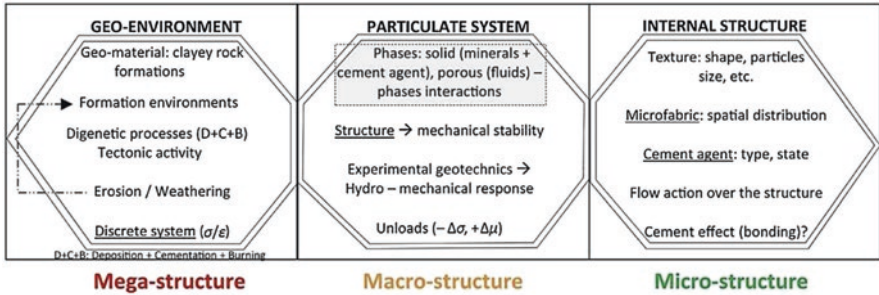 GEO-ENVIRONMENT
Geo-material: clayey rock
formations
Formation environments
Digenetic processes (D+C+B)
Tectonic activity
Erosion / Weathering
Discrete system (σ/ε)
D+C+B: Deposition + Cementation + Burning
Mega-structure
PARTICULATE SYSTEM
Phases: solid (minerals +
cement agent), porous (fluids) –
phases interactions
Structure → mechanical stability
Experimental geotechnics →
Hydro – mechanical response
Unloads (– Δσ, +Δμ)
Macro-structure
INTERNAL STRUCTURE
Texture: shape, particles
size, etc.
Microfabric: spatial distribution
Cement agent: type, state
Flow action over the structure
Cement effect (bonding)?
Micro-structure